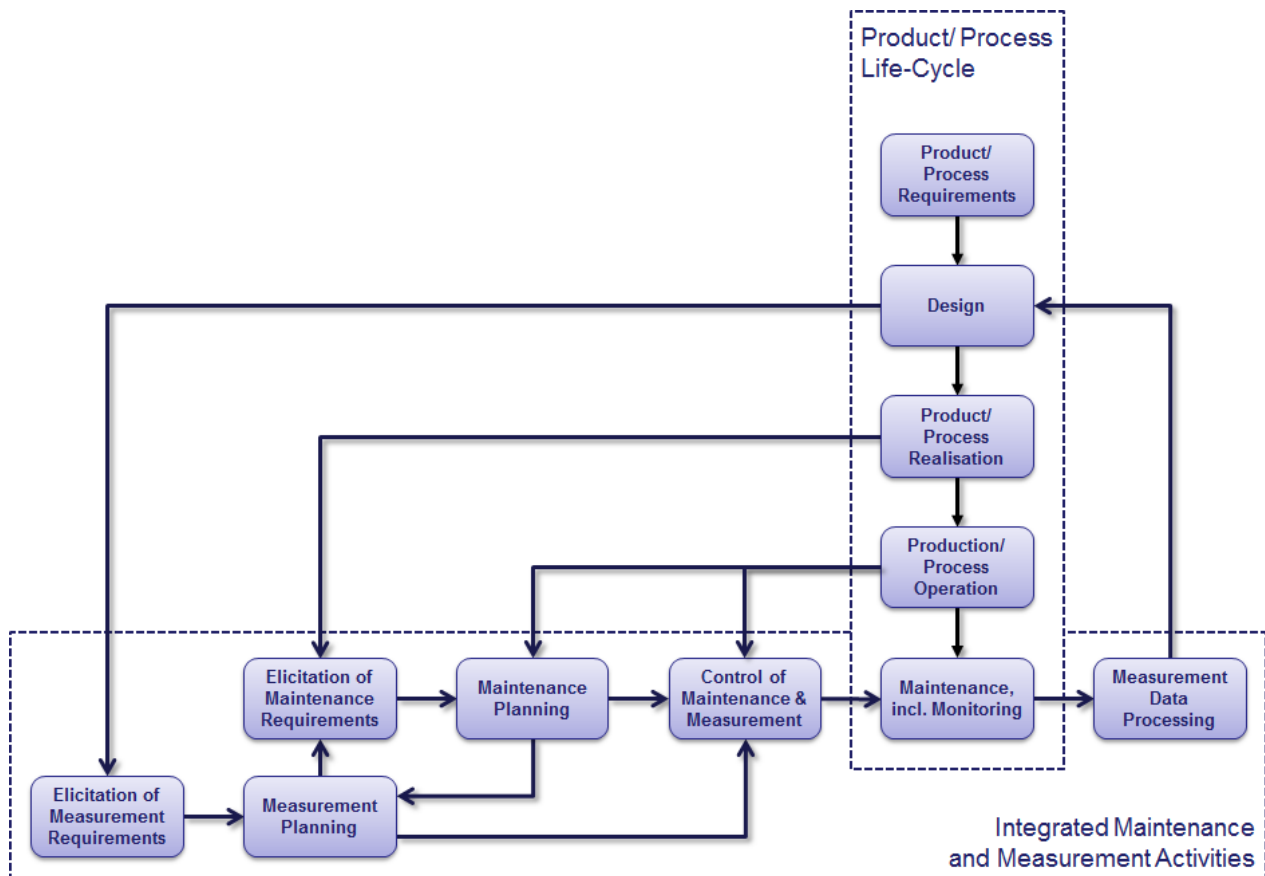 Product/ Process
Life-Cycle
Product/
Process
Requirements
Design
Product/
Process
Realisation
Production/
Process
Operation
Elicitation of
Maintenance
Requirements
Maintenance
Planning
Control of
Maintenance &
Measurement
Maintenance,
incl. Monitoring
Measurement
Data
Processing
Elicitation of
Measurement
Requirements
Measurement
Planning
Integrated Maintenance
and Measurement Activities